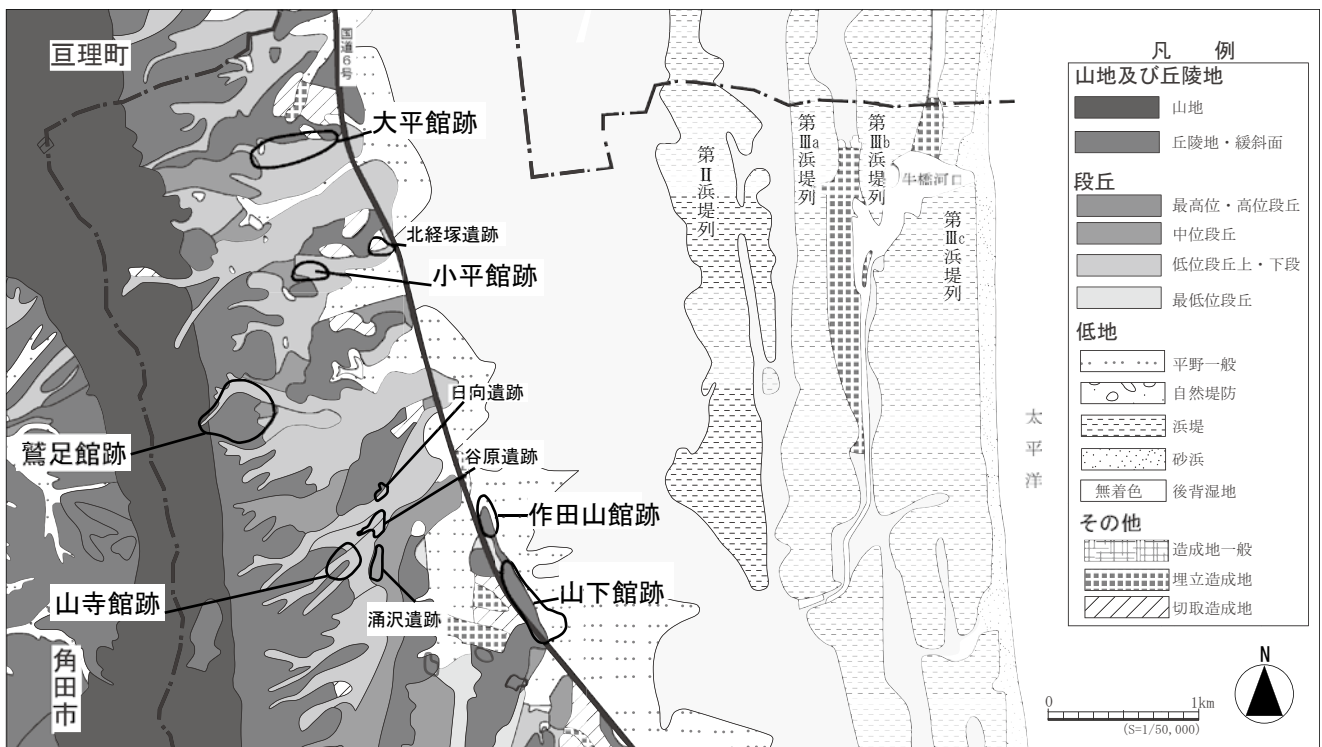 亘理町
国道6号
大平館跡
北経塚遺跡
小平館跡
日向遺跡
谷原遺跡
鷲足館跡
作田山館跡
山寺館跡
山下館跡
涌沢遺跡
角田市
第Ⅱ浜堤列
第Ⅲa浜堤列
第Ⅲb浜堤列
牛橋河口
第Ⅲc浜堤列
太平洋
凡 例
山地及び丘陵地
山地
丘陵地・緩斜面
段丘
最高位・高位段丘
中位段丘
低位段丘上・下段
最低位段丘
低地
平野一般
自然堤防
浜堤
砂浜
無着色 後背湿地
その他
造成地一般
埋立造成地
切取造成地
N
0 1km
(S=1/50,000)